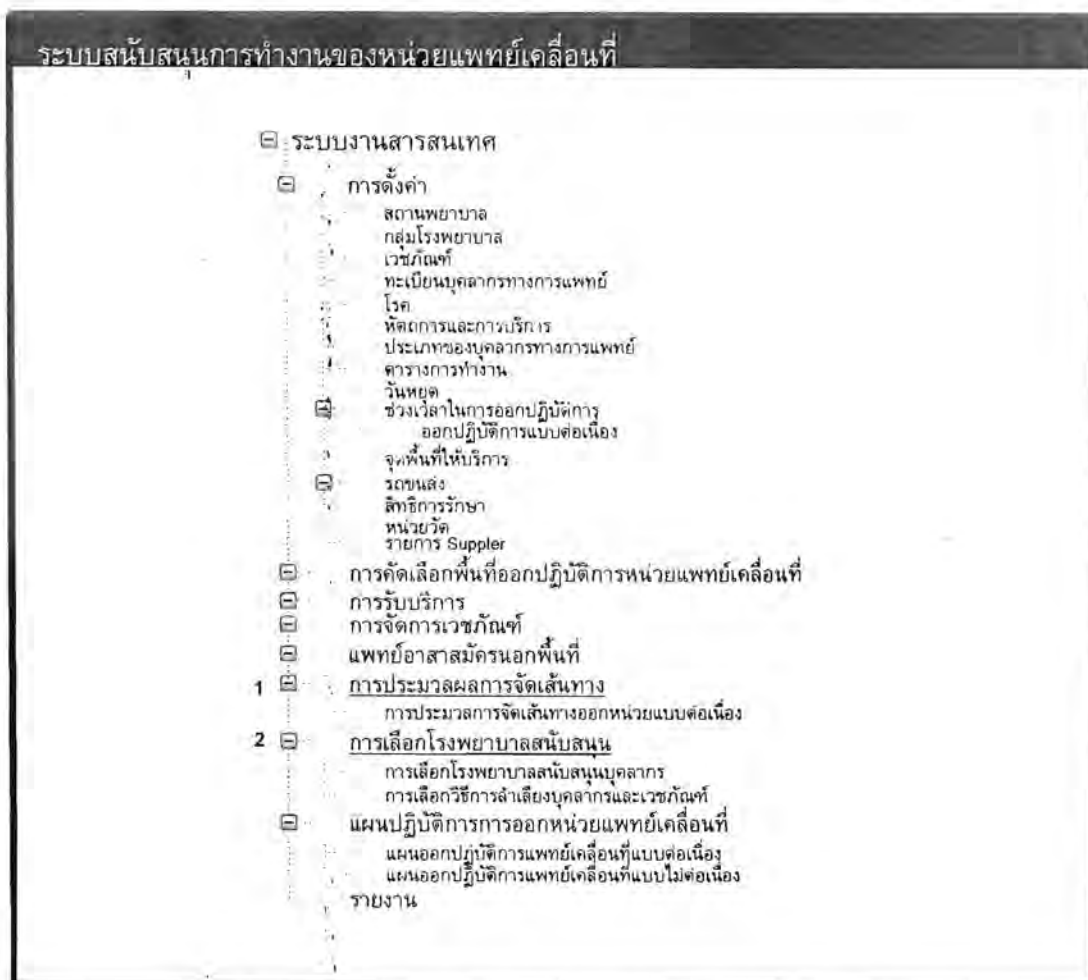 ระบบสนับสนุนการทำงานของหน่วยแพทย์เคลื่อนที่
ระบบงานสารสนเทศ
การตั้งค่า
สถานพยาบาล
กลุ่มโรงพยาบาล
เวชภัณฑ์
ทะเบียนบุคลากรทางการแพทย์
โรค
หัตถการและการบริการ
ประเภทของบุคลากรทางการแพทย์
ตารางการทำงาน
วันหยุด
ช่วงเวลาในการออกปฏิบัติการ
ออกปฏิบัติการแบบต่อเนื่อง
จุดพื้นที่ให้บริการ
รถขนส่ง
สิทธิการรักษา
หน่วยวัด
รายการ Suppler
การคัดเลือกพื้นที่ออกปฏิบัติการหน่วยแพทย์เคลื่อนที่
การรับบริการ
การจัดการเวชภัณฑ์
แพทย์อาสาสมัครนอกพื้นที่
1 การประมวลผลการจัดเส้นทาง
การประมวลการจัดเส้นทางออกหน่วยแบบต่อเนื่อง
2 การเลือกโรงพยาบาลสนับสนุน
การเลือกโรงพยาบาลสนับสนุนบุคลากร
การเลือกวิธีการลำเลียงบุคลากรและเวชภัณฑ์
แผนปฏิบัติการการออกหน่วยแพทย์เคลื่อนที่
แผนออกปฏิบัติการแพทย์เคลื่อนที่แบบต่อเนื่อง
แผนออกปฏิบัติการแพทย์เคลื่อนที่แบบไม่ต่อเนื่อง
รายงาน